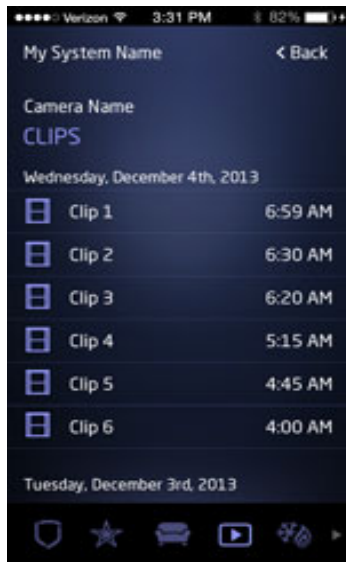 Verizon 3:31 PM 82%
My System Name < Back
Camera Name
CLIPS
Wednesday, December 4th, 2013
Clip 1 6:59 AM
Clip 2 6:30 AM
Clip 3 6:20 AM
Clip 4 5:15 AM
Clip 5 4:45 AM
Clip 6 4:00 AM
Tuesday, December 3rd, 2013